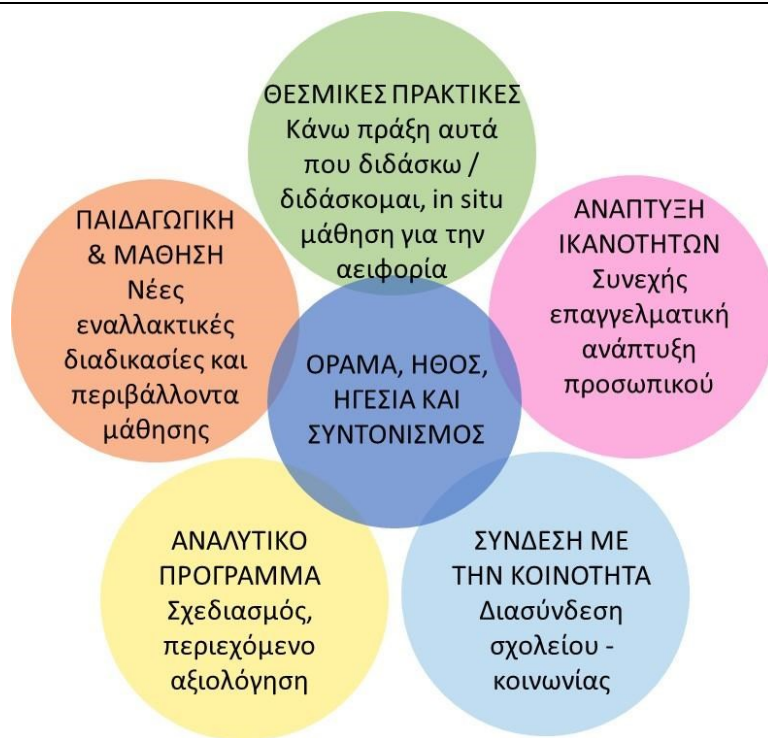 ΘΕΣΜΙΚΕΣ ΠΡΑΚΤΙΚΕΣ
Κάνω πράξη αυτά
που διδάσκω /
διδάσκομαι, in situ
μάθηση για την
αειφορία
ΠΑΙΔΑΓΩΓΙΚΗ
& ΜΑΘΗΣΗ
Νέες
εναλλακτικές
διαδικασίες και
περιβάλλοντα
μάθησης
ΑΝΑΠΤΥΞΗ
ΙΚΑΝΟΤΗΤΩΝ
Συνεχής
επαγγελματική
ανάπτυξη
προσωπικού
ΟΡΑΜΑ, ΗΘΟΣ,
ΗΓΕΣΙΑ ΚΑΙ
ΣΥΝΤΟΝΙΣΜΟΣ
ΑΝΑΛΥΤΙΚΟ
ΠΡΟΓΡΑΜΜΑ
Σχεδιασμός,
περιεχόμενο
αξιολόγηση
ΣΥΝΔΕΣΗ ΜΕ
ΤΗΝ ΚΟΙΝΟΤΗΤΑ
Διασύνδεση
σχολείου -
κοινωνίας